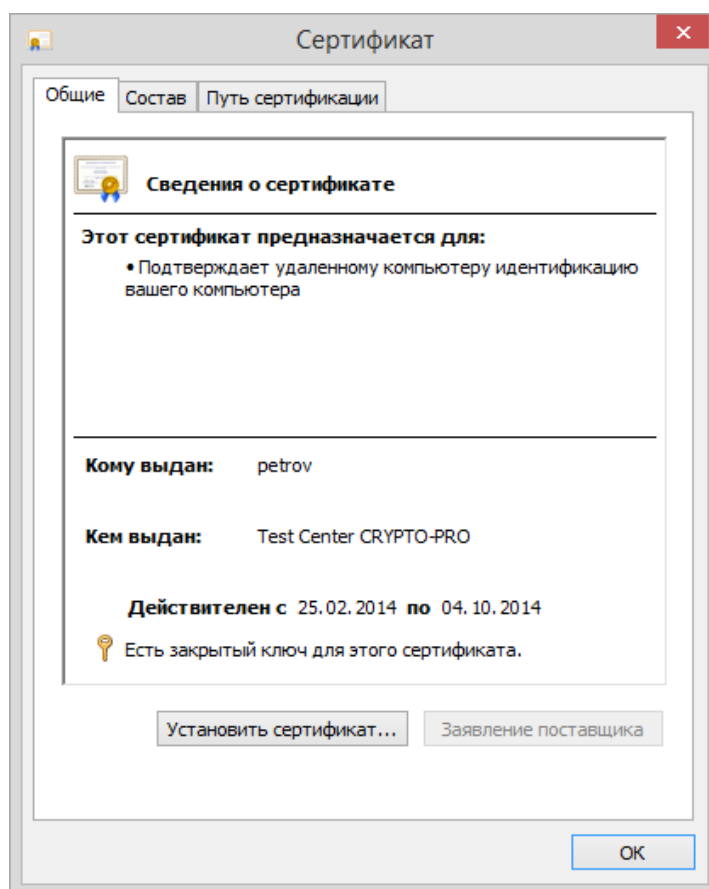 Сертификат
Общие Состав Путь сертификации
Сведения о сертификате
Этот сертификат предназначается для:
• Подтверждает удаленному компьютеру идентификацию
вашего компьютера
Кому выдан: petrov
Кем выдан: Test Center CRYPTO-PRO
Действителен с 25.02.2014 по 04.10.2014
Есть закрытый ключ для этого сертификата.
Установить сертификат... Заявление поставщика
ОК